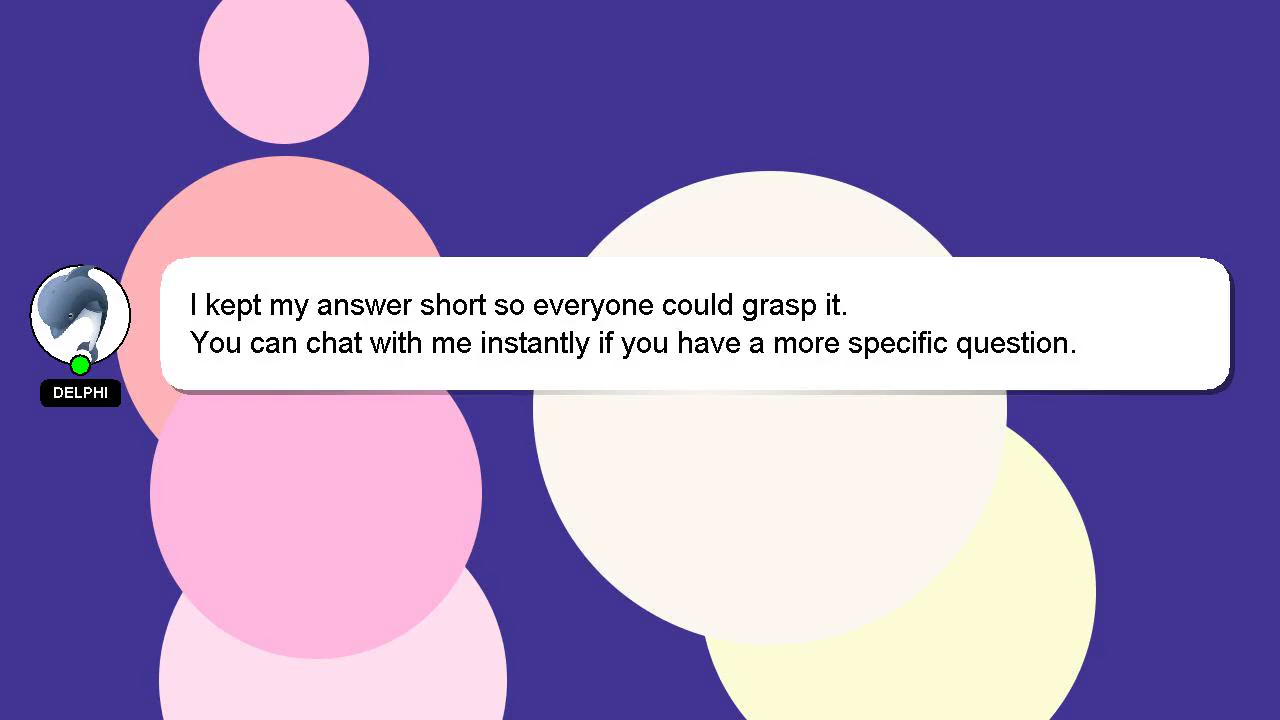 I kept my answer short so everyone could grasp it.
You can chat with me instantly if you have a more specific question.
DELPHI